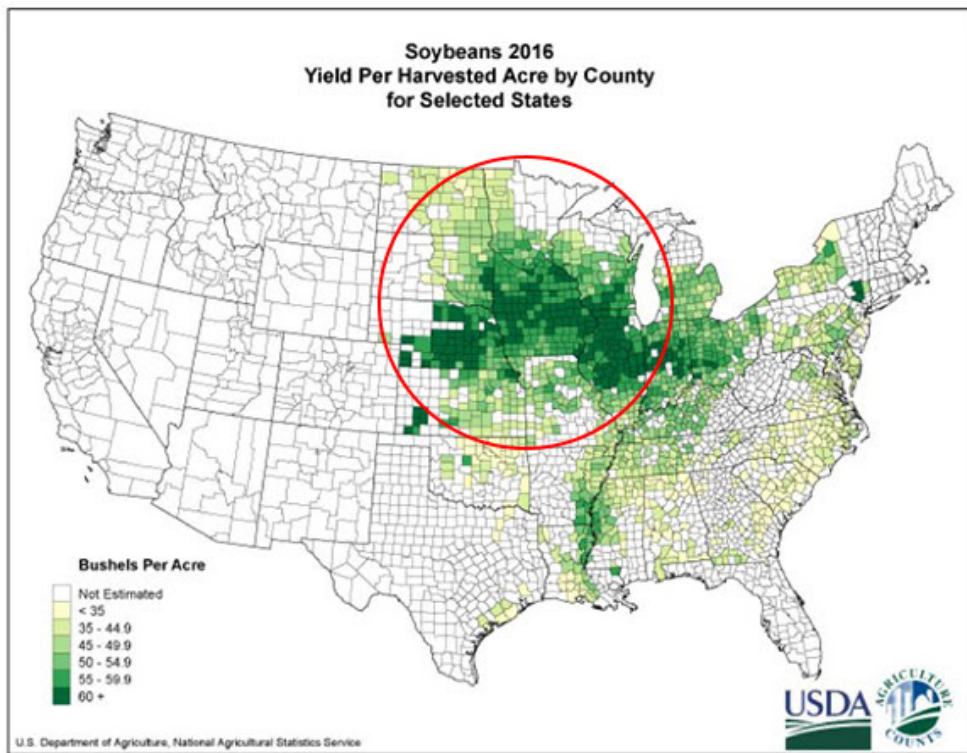 Soybeans 2016
Yield Per Harvested Acre by County
for Selected States
Bushels Per Acre
Not Estimated
< 35
35 - 44.9
45 - 49.9
50 - 54.9
55 - 59.9
60 +
USDA
AGRICULTURE
COUNTS
U.S. Department of Agriculture, National Agricultural Statistics Service